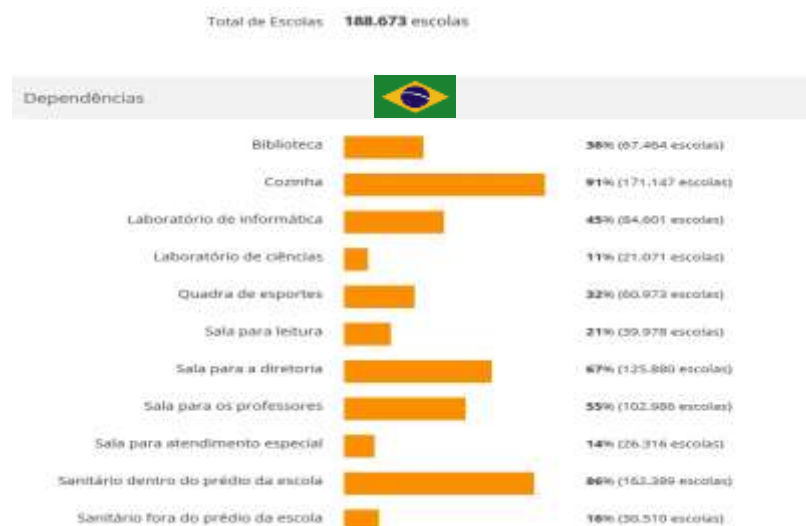 Total de Escolas 188.673 escolas
Dependências
Biblioteca 36% (67.464 escolas)
Cozinha 91% (171.147 escolas)
Laboratório de informática 45% (84.601 escolas)
Laboratório de ciências 11% (21.071 escolas)
Quadra de esportes 32% (60.973 escolas)
Sala para leitura 21% (39.978 escolas)
Sala para a diretoria 67% (125.880 escolas)
Sala para os professores 55% (102.986 escolas)
Sala para atendimento especial 14% (26.316 escolas)
Sanitário dentro do prédio da escola 86% (162.389 escolas)
Sanitário fora do prédio da escola 16% (30.510 escolas)